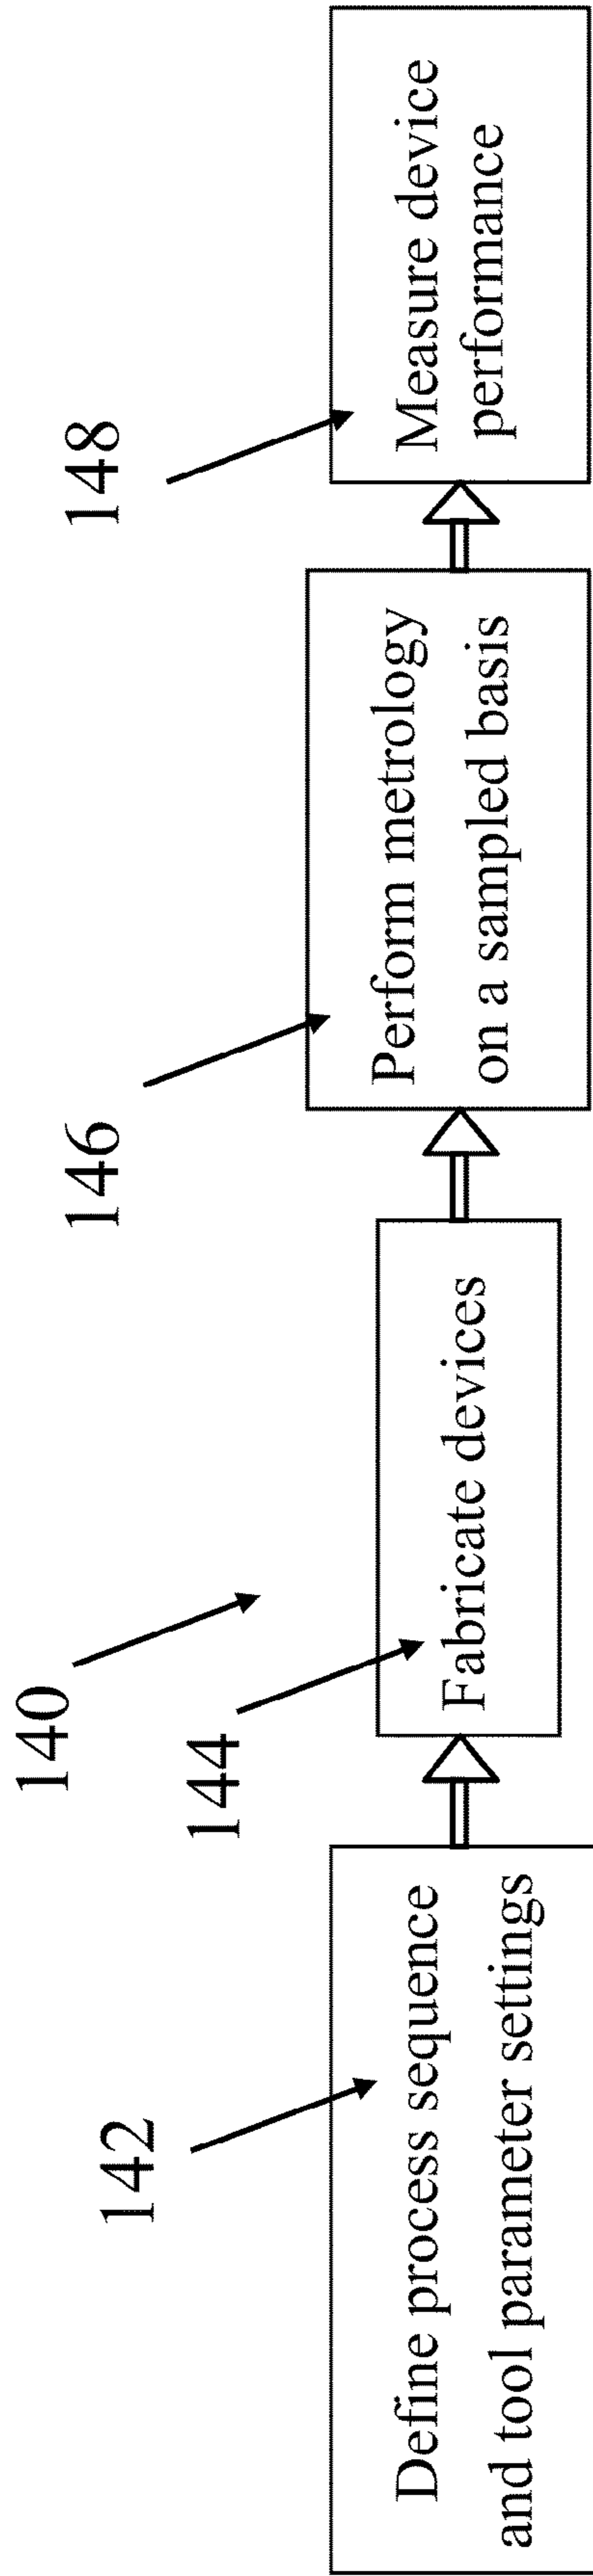 140
142
Define process sequence
and tool parameter settings
144
Fabricate devices
146
Perform metrology
on a sampled basis
148
Measure device
performance